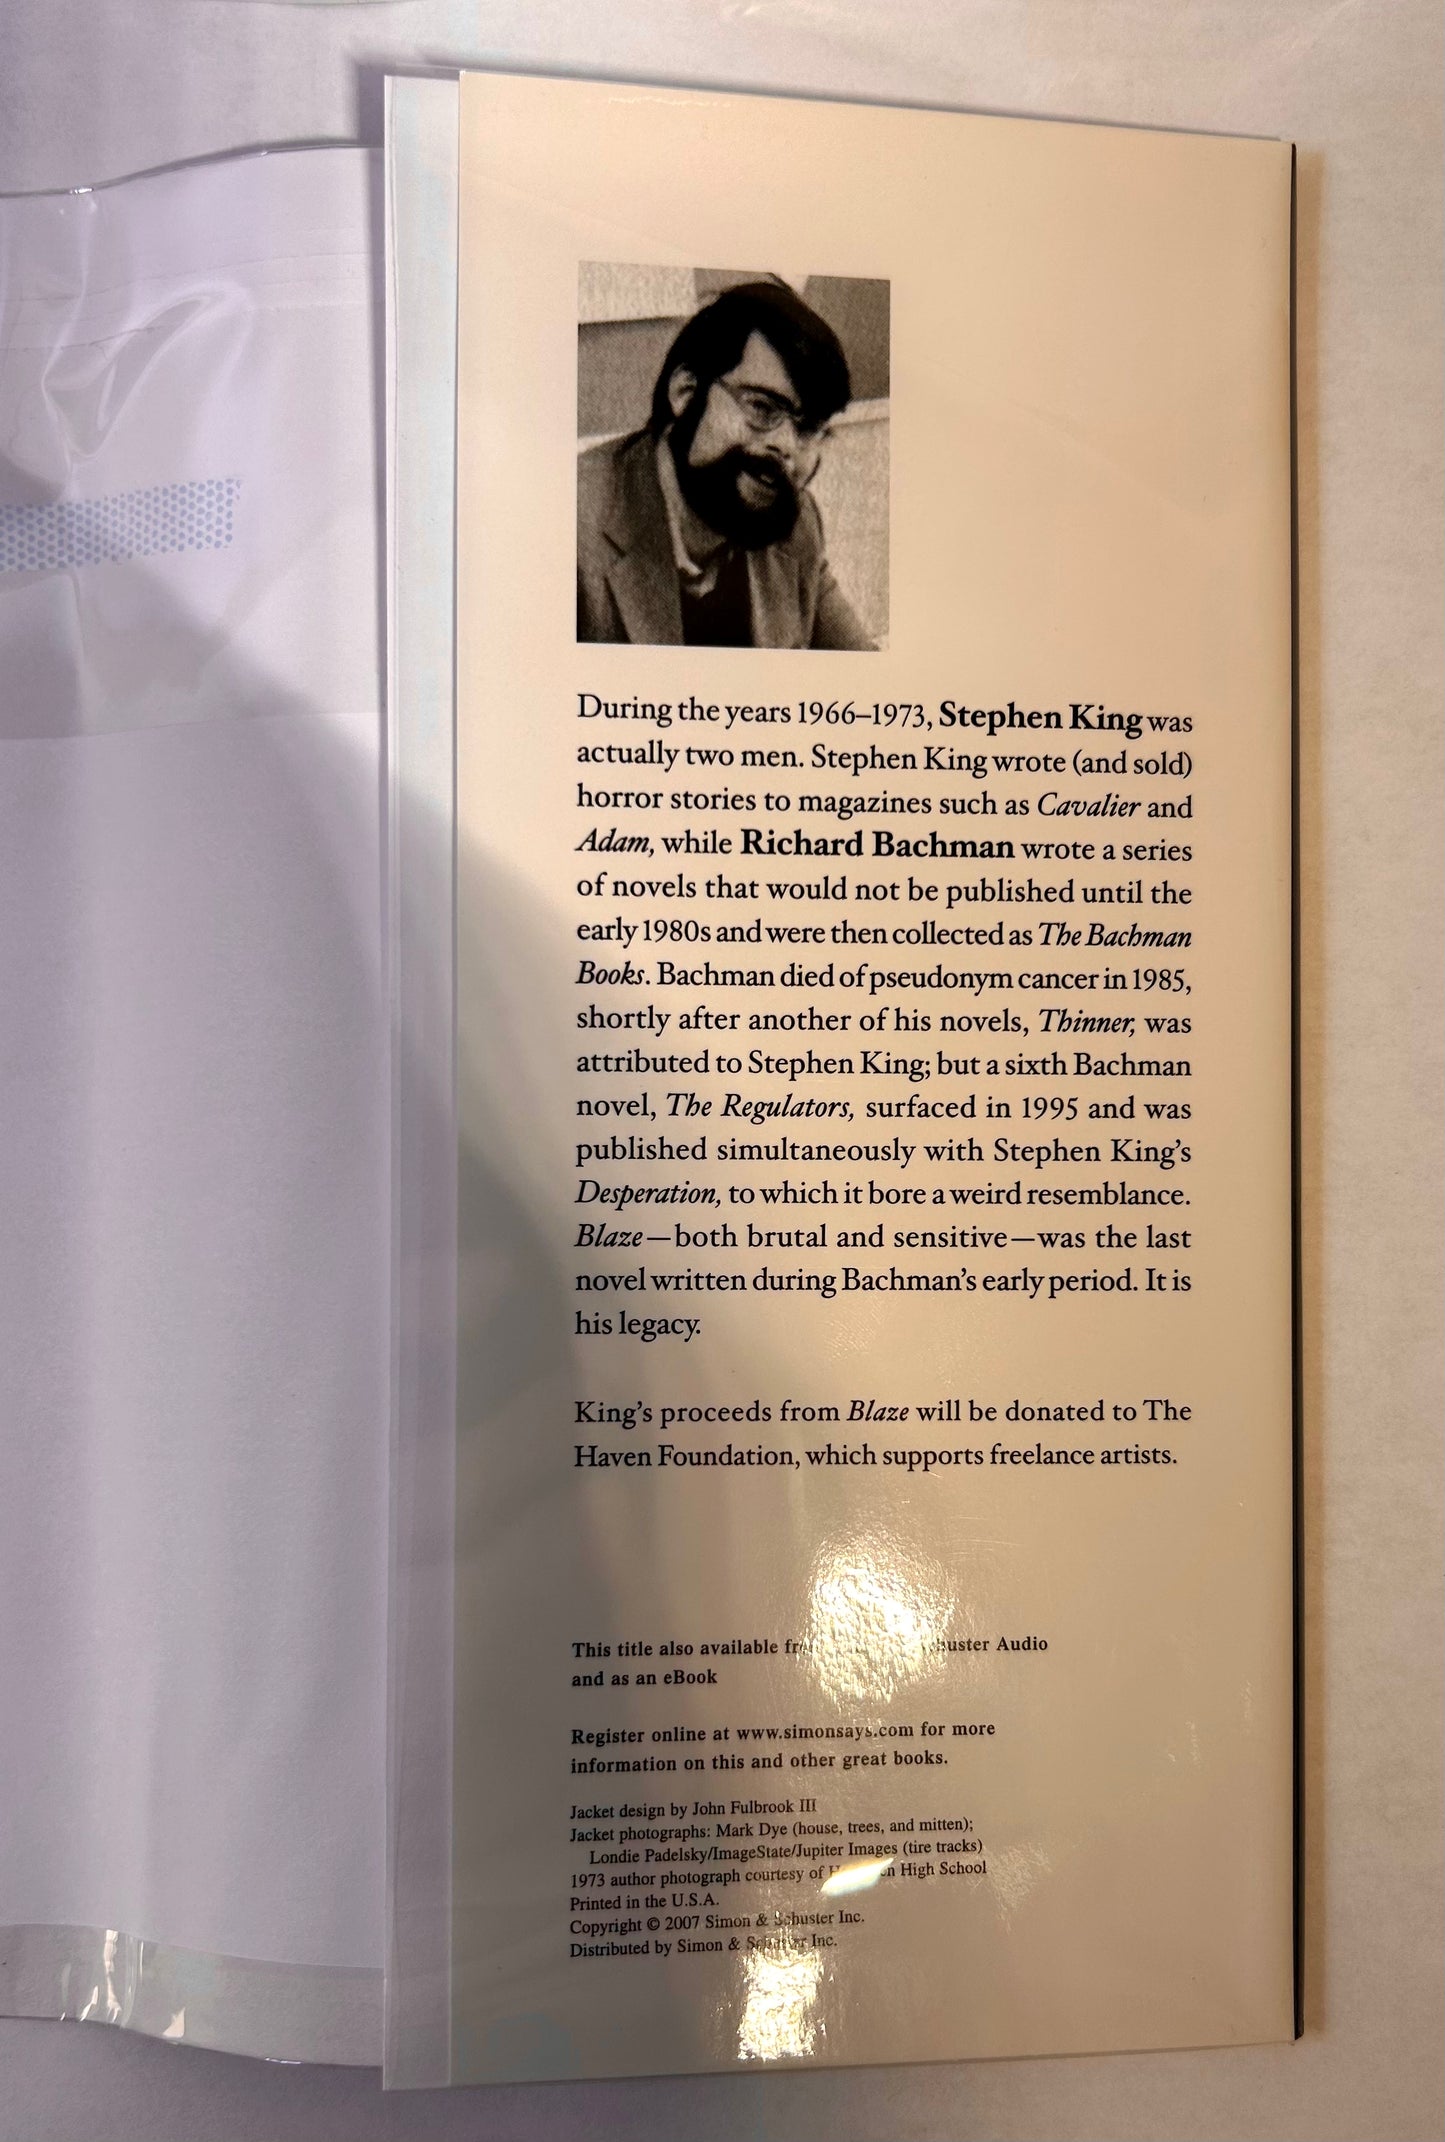 During the years 1966–1973, Stephen King was
actually two men. Stephen King wrote (and sold)
horror stories to magazines such as Cavalier and
Adam, while Richard Bachman wrote a series
of novels that would not be published until the
early 1980s and were then collected as The Bachman
Books. Bachman died of pseudonym cancer in 1985,
shortly after another of his novels, Thinner, was
attributed to Stephen King; but a sixth Bachman
novel, The Regulators, surfaced in 1995 and was
published simultaneously with Stephen King's
Desperation, to which it bore a weird resemblance.
Blaze—both brutal and sensitive—was the last
novel written during Bachman's early period. It is
his legacy.
King's proceeds from Blaze will be donated to The
Haven Foundation, which supports freelance artists.
This title also available Audio
and as an eBook
Register online at www.simonsays.com for more
information on this and other great books.
Jacket design by John Fulbrook III
Jacket photographs: Mark Dye (house, trees, and mitten);
Londie Padelsky/ImageState/Jupiter Images (tire tracks)
1973 author photograph courtesy of High School
Printed in the U.S.A.
Copyright © 2007 Simon & Schuster Inc.
Distributed by Simon & Schuster Inc.